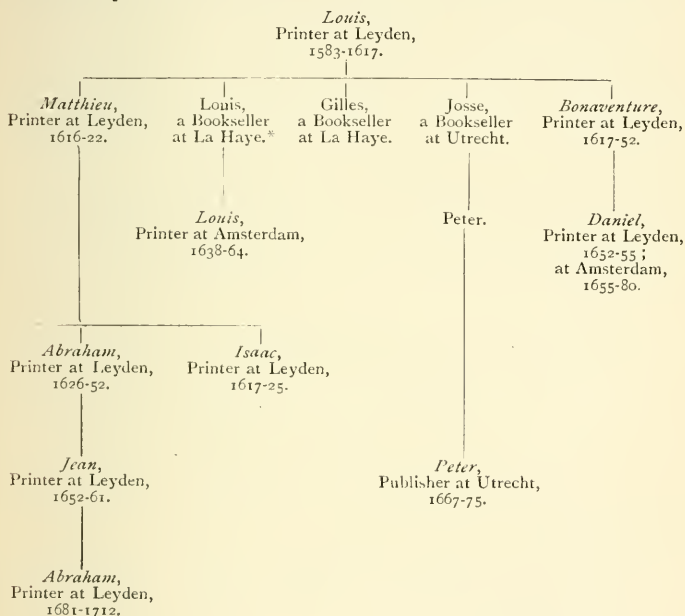 Louis,
Printer at Leyden,
1583-1617.
Matthieu,
Printer at Leyden,
1616-22.
Louis,
a Bookseller
at La Haye.*
Gilles,
a Bookseller
at La Haye.
Josse,
a Bookseller
at Utrecht.
Bonaventure,
Printer at Leyden,
1617-52.
Louis,
Printer at Amsterdam,
1638-64.
Peter.
Daniel,
Printer at Leyden,
1652-55 ;
at Amsterdam,
1655-80.
Abraham,
Printer at Leyden,
1626-52.
Isaac,
Printer at Leyden,
1617-25.
Jean,
Printer at Leyden,
1652-61.
Peter,
Publisher at Utrecht,
1667-75.
Abraham,
Printer at Leyden,
1681-1712.